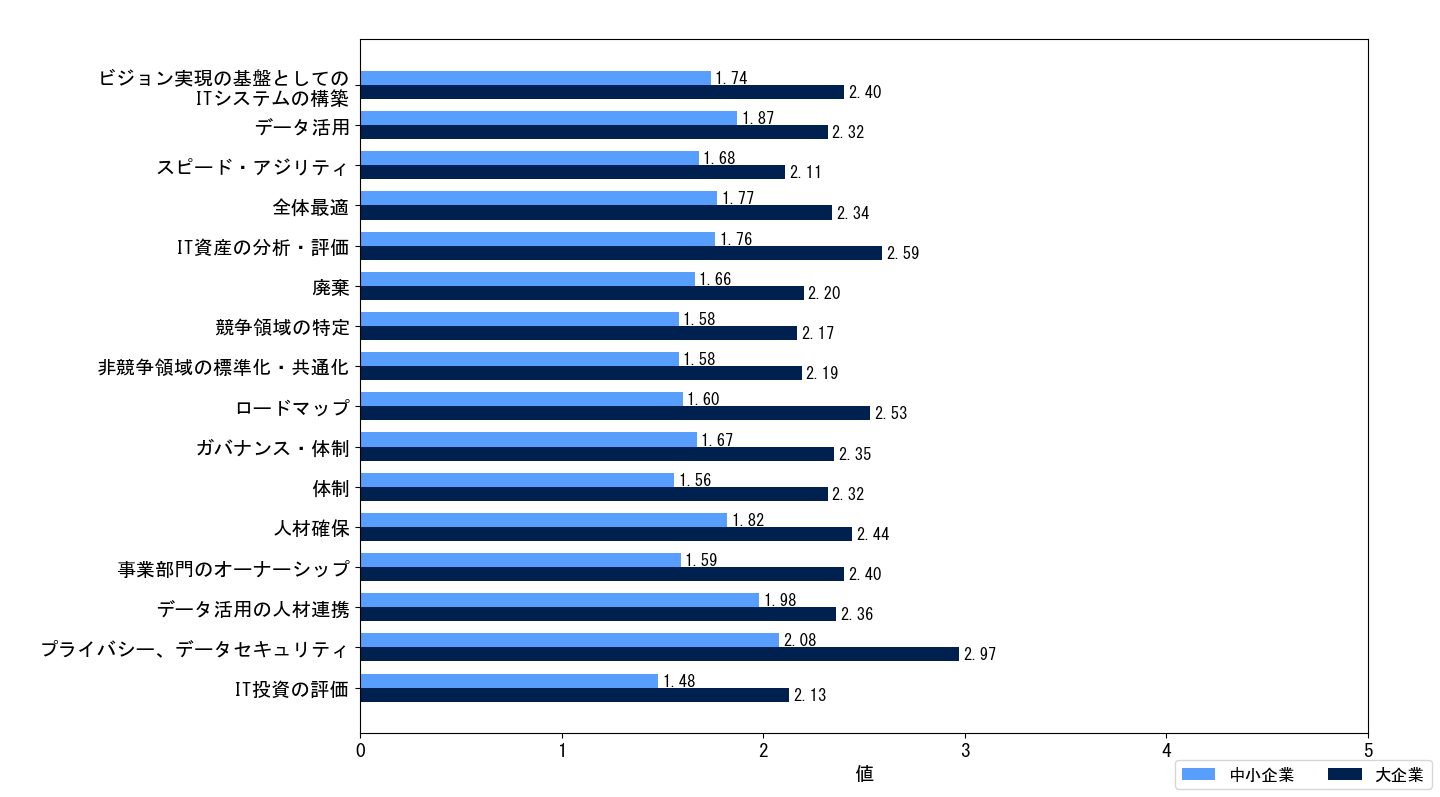 ビジョン実現の基盤としての
ITシステムの構築
1.74
2.40
データ活用
1.87
2.32
スピード・アジリティ
1.68
2.11
全体最適
1.77
2.34
IT資産の分析・評価
1.76
2.59
廃棄
1.66
2.20
競争領域の特定
1.58
2.17
非競争領域の標準化・共通化
1.58
2.19
ロードマップ
1.60
2.53
ガバナンス・体制
1.67
2.35
体制
1.56
2.32
人材確保
1.82
2.44
事業部門のオーナーシップ
1.59
2.40
データ活用の人材連携
1.98
2.36
プライバシー、データセキュリティ
2.08
2.97
IT投資の評価
1.48
2.13
0 1 2 3 4 5
値
中小企業 大企業